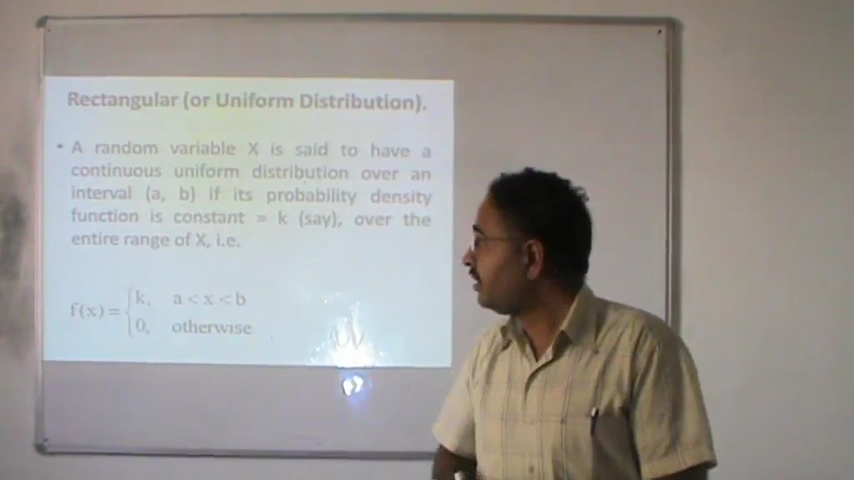 Rectangular (or Uniform Distribution).
• A random variable X is said to have a
continuous uniform distribution over an
interval (a, b) if its probability density
function is constant = k (say), over the
entire range of X, i.e.
f(x) = { k, a < x < b
0, otherwise